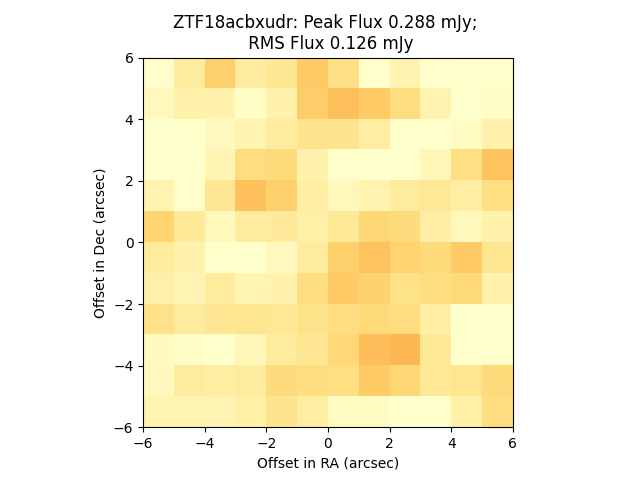 ZTF18acbxudr: Peak Flux 0.288 mJy;
RMS Flux 0.126 mJy
6
4
2
0
−2
−4
−6
Offset in Dec (arcsec)
−6 −4 −2 0 2 4 6
Offset in RA (arcsec)